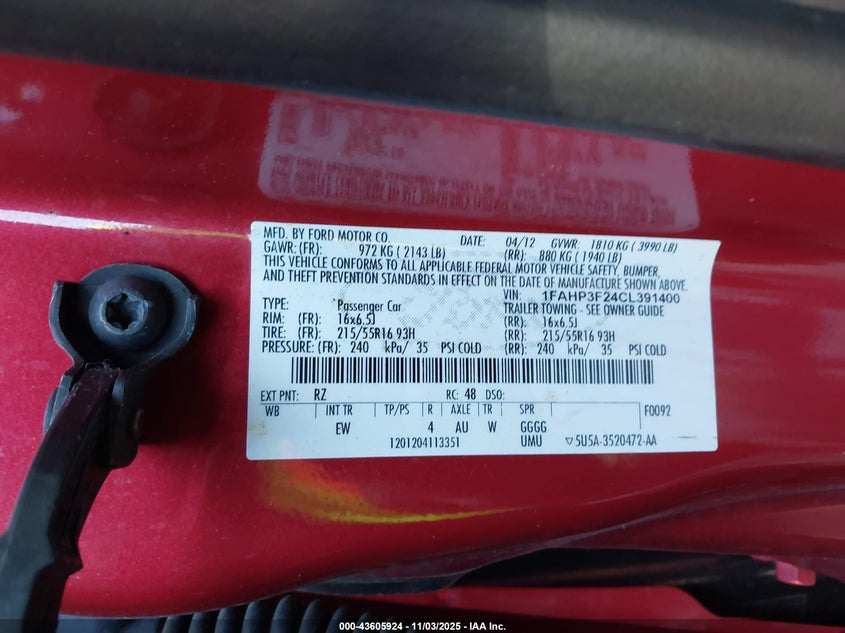 MFD. BY FORD MOTOR CO. DATE: 04/12 GVWR: 1810 KG ( 3990 LB)
GAWR: (FR): 972 KG ( 2143 LB) (RR): 880 KG ( 1940 LB)
THIS VEHICLE CONFORMS TO ALL APPLICABLE FEDERAL MOTOR VEHICLE SAFETY, BUMPER,
AND THEFT PREVENTION STANDARDS IN EFFECT ON THE DATE OF MANUFACTURE SHOWN ABOVE.
VIN: 1FAHP3F24CL391400
TYPE: Passenger Car TRAILER TOWING - SEE OWNER GUIDE
RIM: (FR): 16x6.5J (RR): 16x6.5J
TIRE: (FR): 215/55R16 93H (RR): 215/55R16 93H
PRESSURE: (FR): 240 kPa/ 35 PSI COLD (RR): 240 kPa/ 35 PSI COLD
EXT PNT: RZ RC: 48 DSO:
WB INT TR TP/PS R AXLE TR SPR F0092
EW 4 AU W GGGG
1201204113351 UMU ▽5U5A-3520472-AA
000-43605924 - 11/03/2025 - IAA Inc.